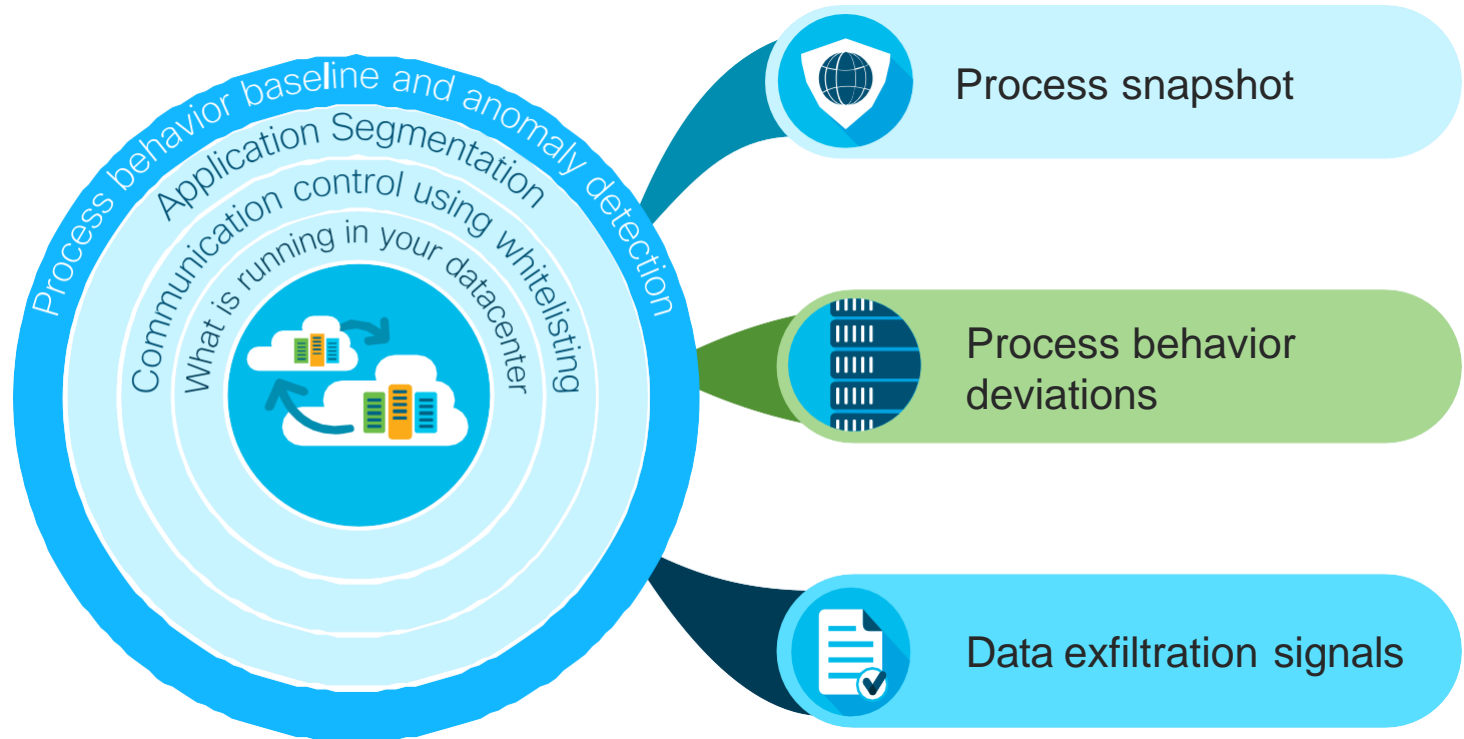 Process behavior baseline and anomaly detection
Application Segmentation
Communication control using whitelisting
What is running in your datacenter
Process snapshot
Process behavior
deviations
Data exfiltration signals